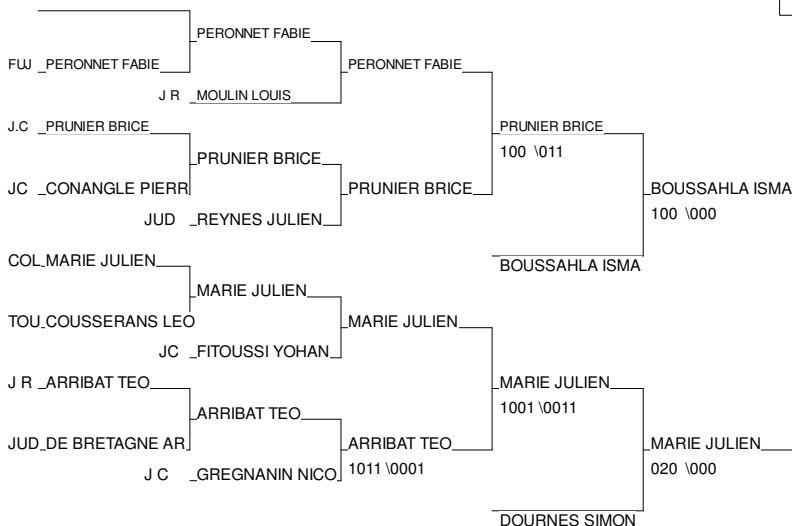 PERONNET FABIE
FUJ PERONNET FABIE PERONNET FABIE
J R MOULIN LOUIS
J.C PRUNIER BRICE PRUNIER BRICE
100 \011
PRUNIER BRICE
JC CONANGLE PIERR PRUNIER BRICE BOUSSAHLA ISMA
100 \000
JUD REYNES JULIEN
COL MARIE JULIEN BOUSSAHLA ISMA
MARIE JULIEN
TOU COUSSERANS LEO MARIE JULIEN
JC FITOUSSI YOHAN
J R ARRIBAT TEO MARIE JULIEN
1001 \0011
ARRIBAT TEO
JUD DE BRETAGNE AR ARRIBAT TEO MARIE JULIEN
J C GREGNANIN NICO 1011 \0001 020 \000
DOURNES SIMON